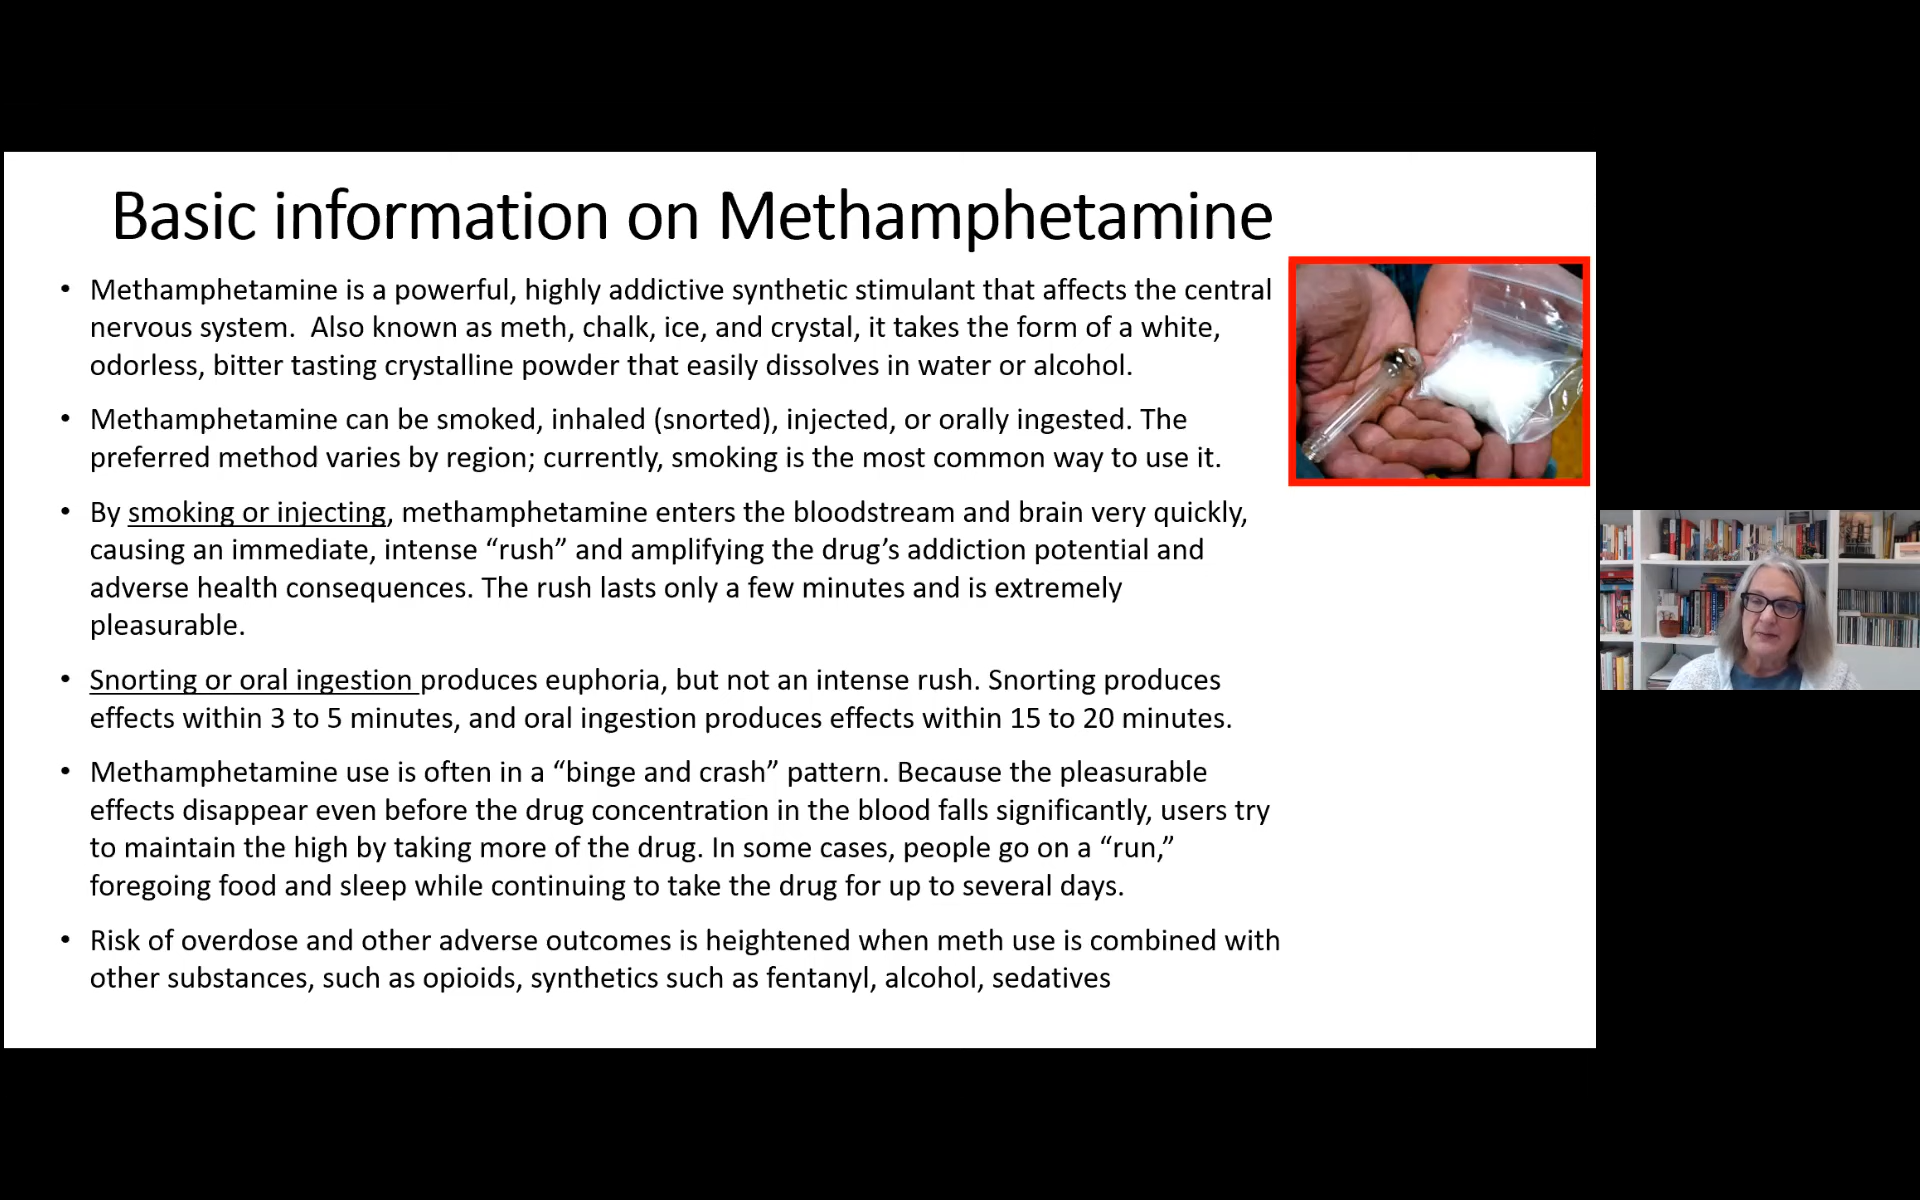 Basic information on Methamphetamine
• Methamphetamine is a powerful, highly addictive synthetic stimulant that affects the central
nervous system.  Also known as meth, chalk, ice, and crystal, it takes the form of a white,
odorless, bitter tasting crystalline powder that easily dissolves in water or alcohol.
• Methamphetamine can be smoked, inhaled (snorted), injected, or orally ingested. The
preferred method varies by region; currently, smoking is the most common way to use it.
• By smoking or injecting, methamphetamine enters the bloodstream and brain very quickly,
causing an immediate, intense “rush” and amplifying the drug’s addiction potential and
adverse health consequences. The rush lasts only a few minutes and is extremely
pleasurable.
• Snorting or oral ingestion produces euphoria, but not an intense rush. Snorting produces
effects within 3 to 5 minutes, and oral ingestion produces effects within 15 to 20 minutes.
• Methamphetamine use is often in a “binge and crash” pattern. Because the pleasurable
effects disappear even before the drug concentration in the blood falls significantly, users try
to maintain the high by taking more of the drug. In some cases, people go on a “run,”
foregoing food and sleep while continuing to take the drug for up to several days.
• Risk of overdose and other adverse outcomes is heightened when meth use is combined with
other substances, such as opioids, synthetics such as fentanyl, alcohol, sedatives